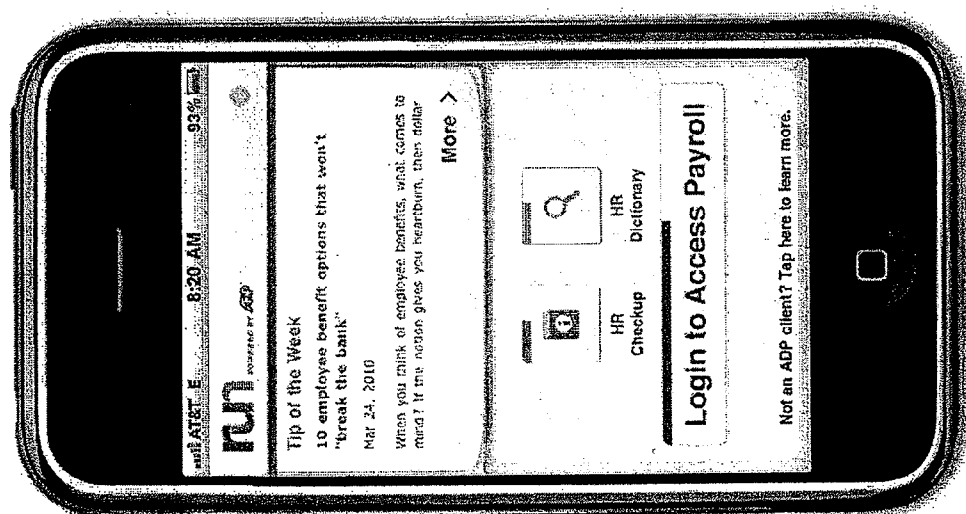 AT&T E 8:20 AM 93%
run POWERED BY ADP
Tip of the Week
10 employee benefit options that won't
"break the bank"
Mar 24, 2010
When you think of employee benefits, what comes to
mind? If the notion gives you heartburn, then dollar
More >
HR
Checkup
HR
Dictionary
Login to Access Payroll
Not an ADP client? Tap here to learn more.